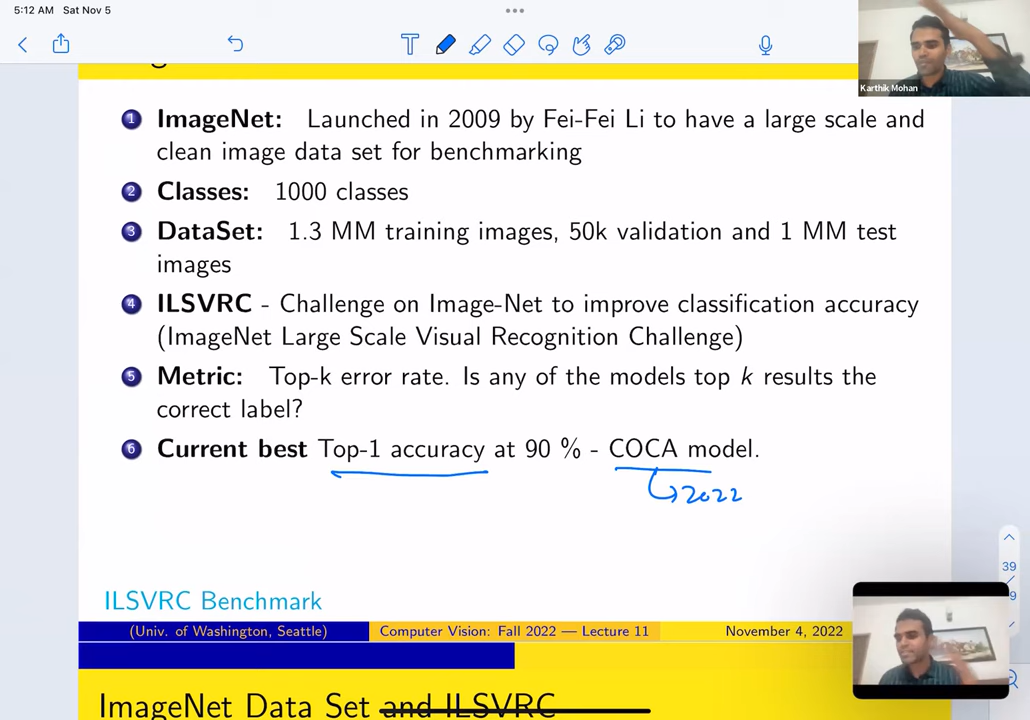 5:12 AM Sat Nov 5
Karthik Mohan
1 ImageNet: Launched in 2009 by Fei-Fei Li to have a large scale and
clean image data set for benchmarking
2 Classes: 1000 classes
3 DataSet: 1.3 MM training images, 50k validation and 1 MM test
images
4 ILSVRC - Challenge on Image-Net to improve classification accuracy
(ImageNet Large Scale Visual Recognition Challenge)
5 Metric: Top-k error rate. Is any of the models top k results the
correct label?
6 Current best Top-1 accuracy at 90 % - COCA model.
2022
39
ILSVRC Benchmark
(Univ. of Washington, Seattle) Computer Vision: Fall 2022 — Lecture 11 November 4, 2022
ImageNet Data Set and ILSVRC